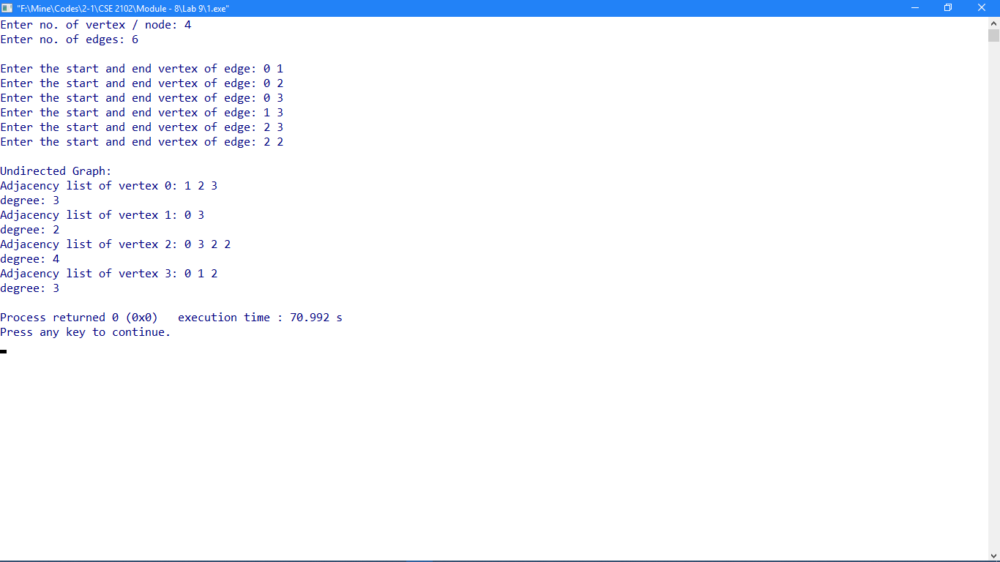 "F:\Mine\Codes\2-1\CSE 2102\Module - 8\Lab 9\1.exe"
Enter no. of vertex / node: 4
Enter no. of edges: 6
Enter the start and end vertex of edge: 0 1
Enter the start and end vertex of edge: 0 2
Enter the start and end vertex of edge: 0 3
Enter the start and end vertex of edge: 1 3
Enter the start and end vertex of edge: 2 3
Enter the start and end vertex of edge: 2 2
Undirected Graph:
Adjacency list of vertex 0: 1 2 3
degree: 3
Adjacency list of vertex 1: 0 3
degree: 2
Adjacency list of vertex 2: 0 3 2 2
degree: 4
Adjacency list of vertex 3: 0 1 2
degree: 3
Process returned 0 (0x0)   execution time : 70.992 s
Press any key to continue.